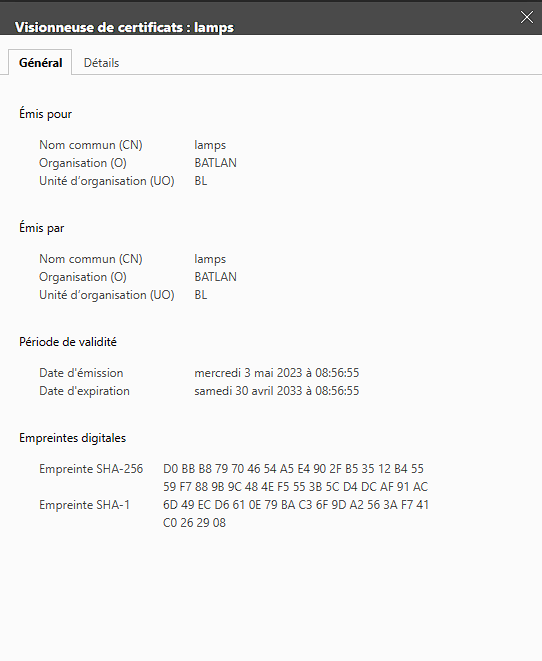 Visionneuse de certificats : lamps
Général Détails
Émis pour
Nom commun (CN) lamps
Organisation (O) BATLAN
Unité d'organisation (UO) BL
Émis par
Nom commun (CN) lamps
Organisation (O) BATLAN
Unité d'organisation (UO) BL
Période de validité
Date d'émission mercredi 3 mai 2023 à 08:56:55
Date d'expiration samedi 30 avril 2033 à 08:56:55
Empreintes digitales
Empreinte SHA-256 D0 BB B8 79 70 46 54 A5 E4 90 2F B5 35 12 B4 55
59 F7 88 9B 9C 48 4E F5 55 3B 5C D4 DC AF 91 AC
Empreinte SHA-1 6D 49 EC D6 61 0E 79 BA C3 6F 9D A2 56 3A F7 41
C0 26 29 08